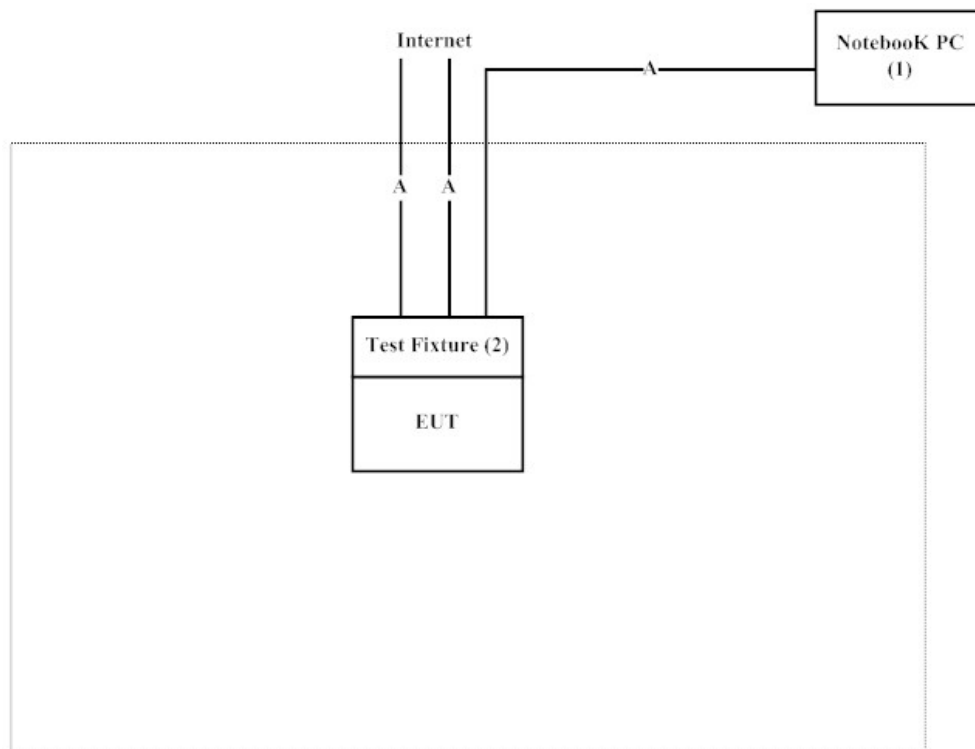 Internet
NotebooK PC
(1)
A
A
A
Test Fixture (2)
EUT